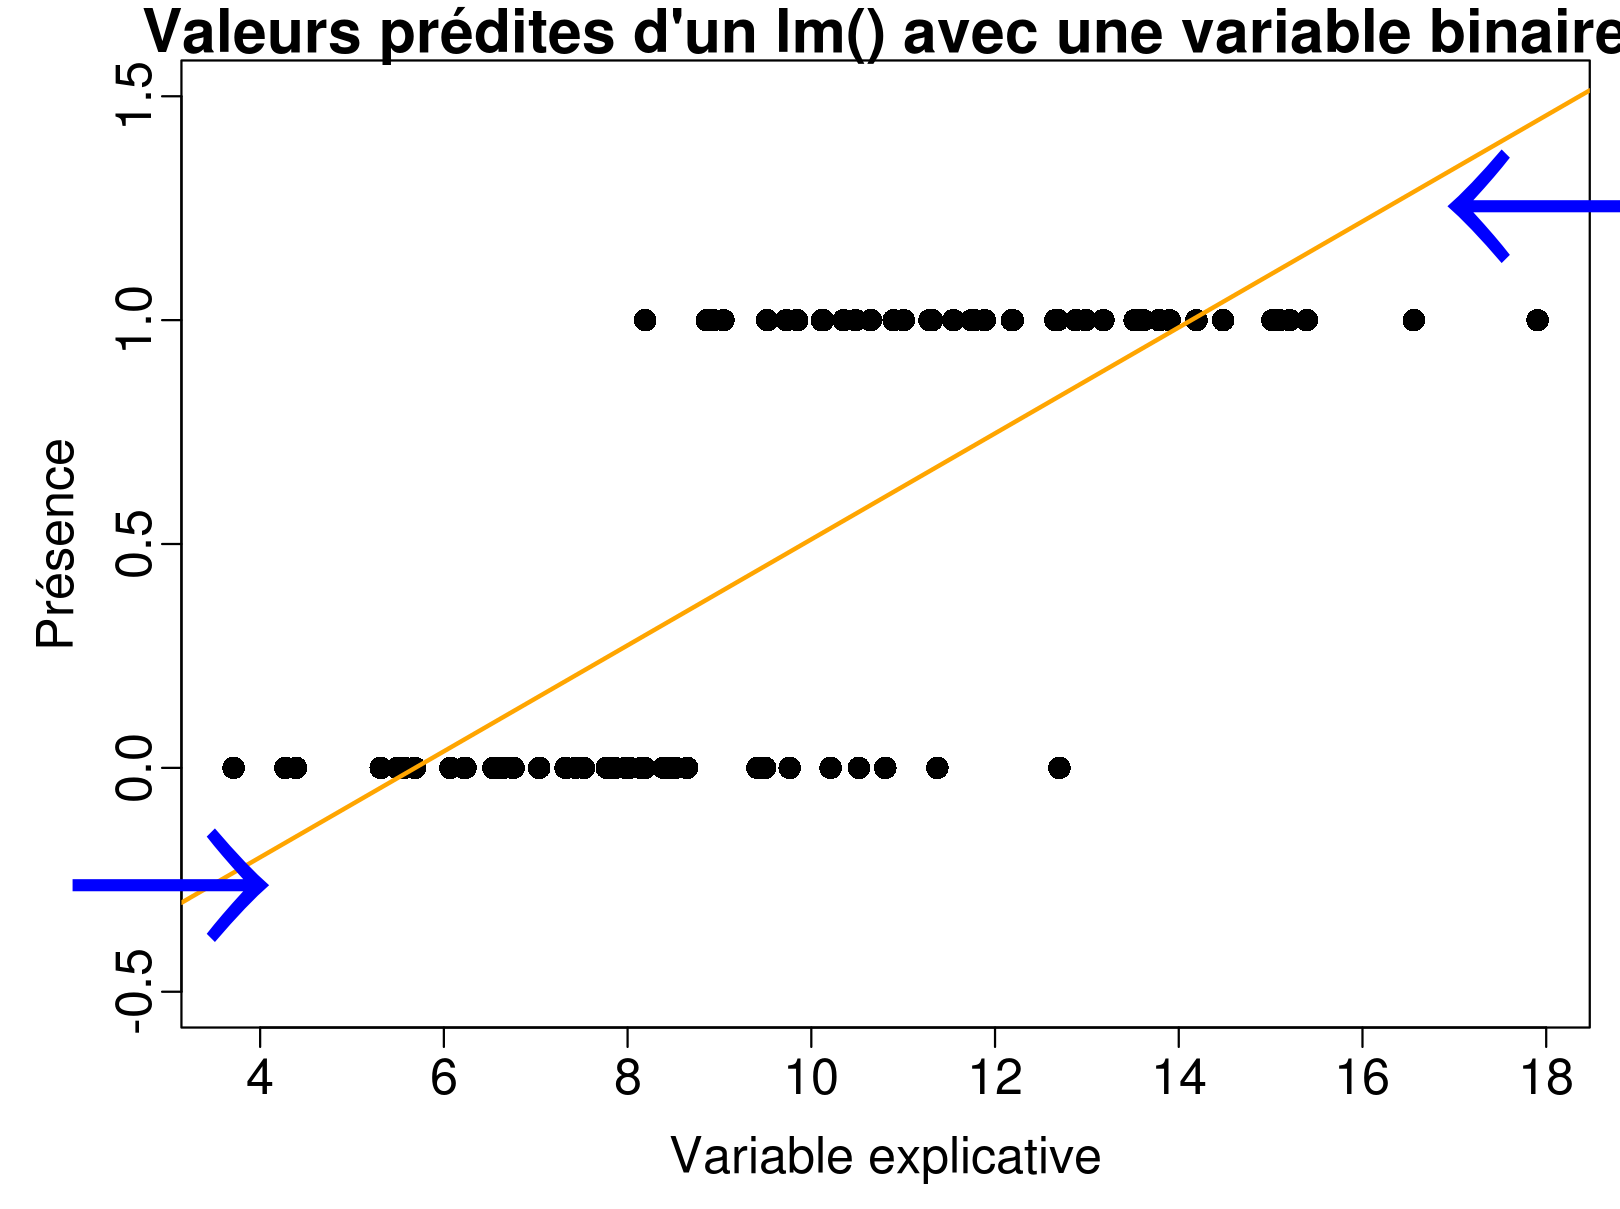 Valeurs prédites d'un lm() avec une variable binaire
1.5
1.0
0.5
0.0
-0.5
Présence
4 6 8 10 12 14 16 18
Variable explicative